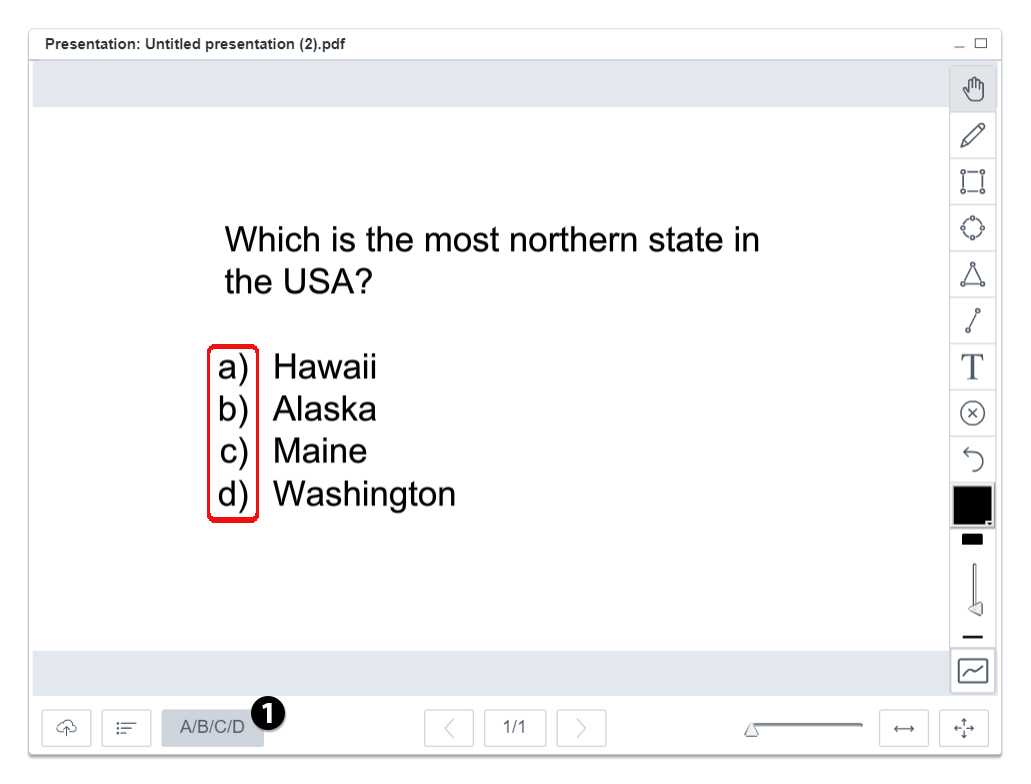 Presentation: Untitled presentation (2).pdf
Which is the most northern state in
the USA?
a) Hawaii
b) Alaska
c) Maine
d) Washington
T
A/B/C/D
1
1/1